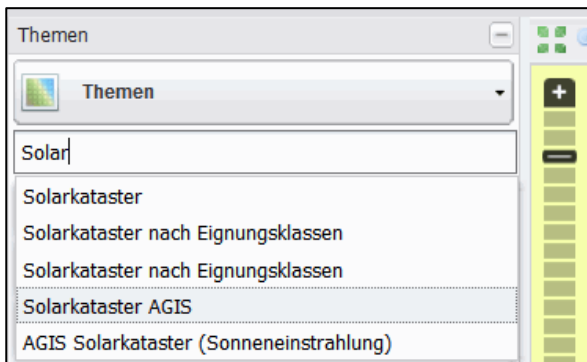 Themen
Themen
Solar
Solarkataster
Solarkataster nach Eignungsklassen
Solarkataster nach Eignungsklassen
Solarkataster AGIS
AGIS Solarkataster (Sonneneinstrahlung)